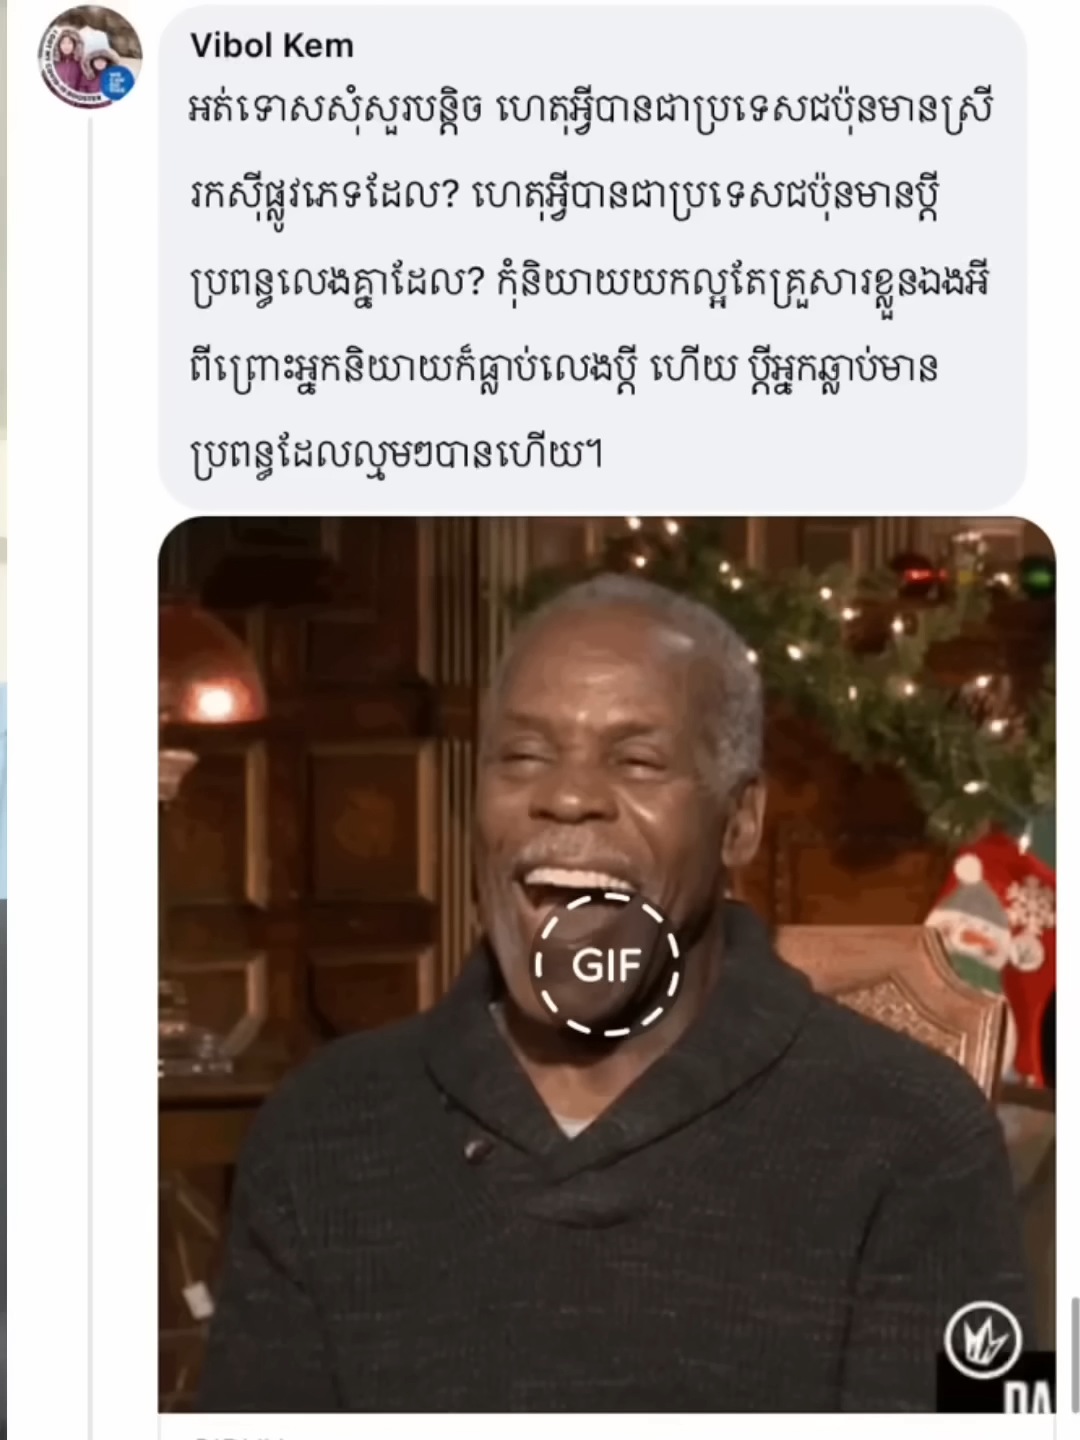 Vibol Kem
អត់ទោសសុំសួរបន្តិច ហេតុអ្វីបានជាប្រទេសជប៉ុនមានស្រី
រកស៊ីផ្លូវភេទដែល? ហេតុអ្វីបានជាប្រទេសជប៉ុនមានប្តី
ប្រពន្ធលេងគ្នាដែល? កុំនិយាយយកល្អតែគ្រួសារខ្លួនឯងអី
ពីព្រោះអ្នកនិយាយក៏ធ្លាប់លេងប្តី ហើយ ប្តីអ្នកធ្លាប់មាន
ប្រពន្ធដែលល្មមៗបានហើយ។
GIF
DA